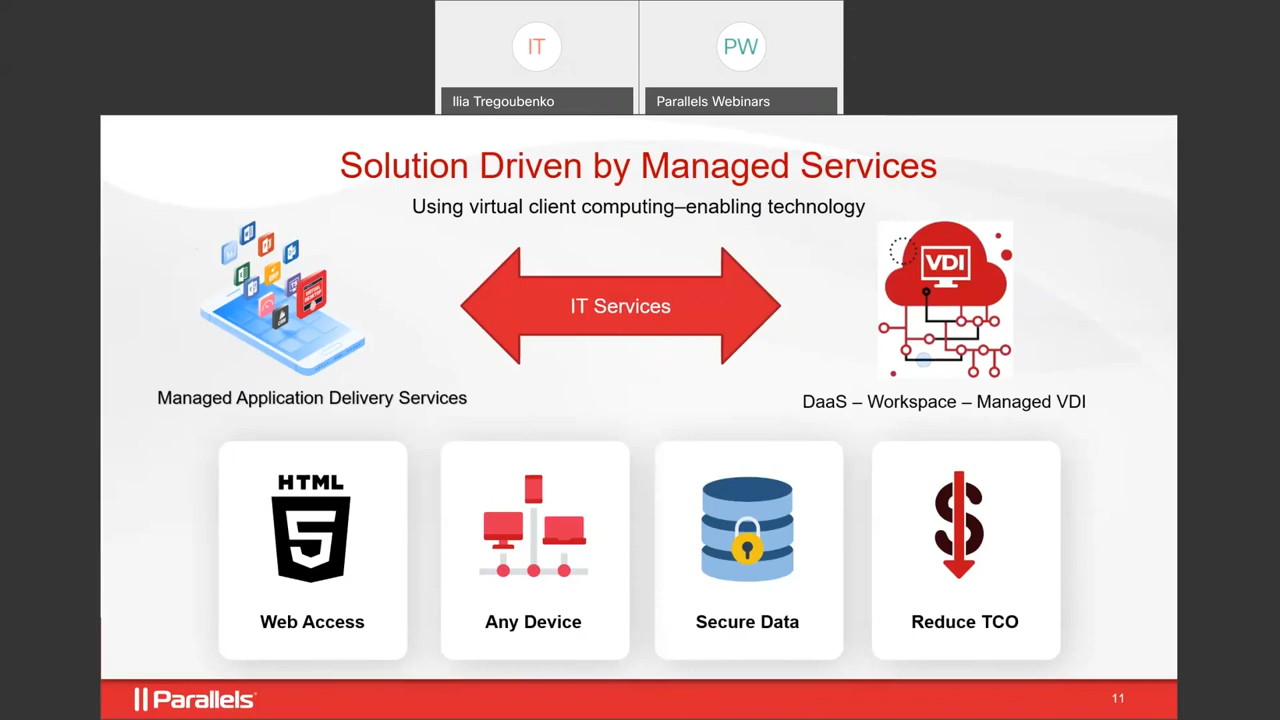 IT
PW
Ilia Tregoubenko
Parallels Webinars
Solution Driven by Managed Services
Using virtual client computing–enabling technology
VDI
IT Services
Managed Application Delivery Services
DaaS – Workspace – Managed VDI
HTML
5
Web Access
Any Device
Secure Data
$
Reduce TCO
Parallels®
11